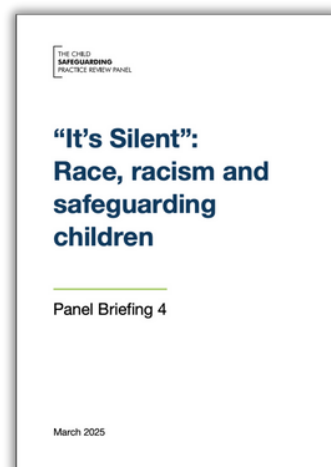 THE CHILD
SAFEGUARDING
PRACTICE REVIEW PANEL
“It’s Silent”:
Race, racism and
safeguarding
children
Panel Briefing 4
March 2025